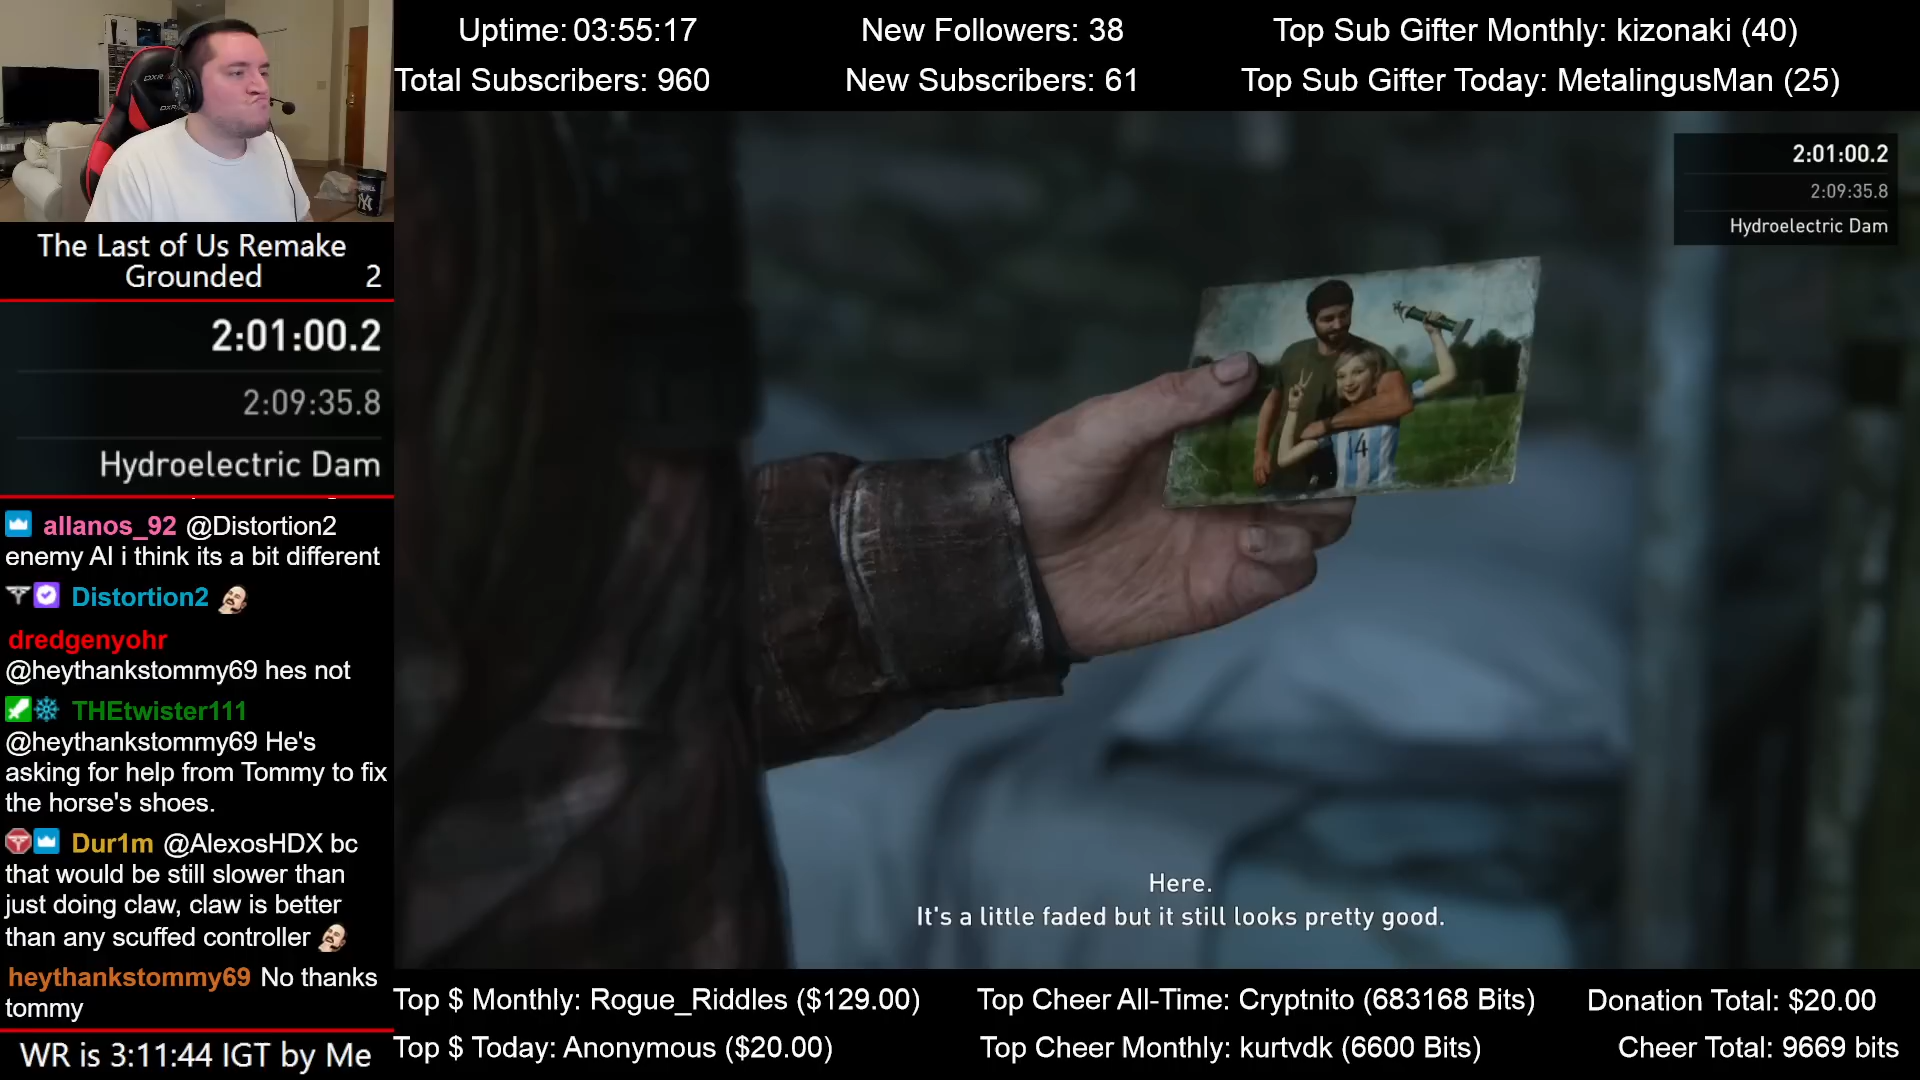 Uptime: 03:55:17
New Followers: 38
Top Sub Gifter Monthly: kizonaki (40)
Total Subscribers: 960
New Subscribers: 61
Top Sub Gifter Today: MetalingusMan (25)
2:01:00.2
2:09:35.8
Hydroelectric Dam
The Last of Us Remake
Grounded 2
2:01:00.2
2:09:35.8
Hydroelectric Dam
14
allanos_92 @Distortion2
enemy AI i think its a bit different
Distortion2
dredgenyohr
@heythankstommy69 hes not
THEtwister111
@heythankstommy69 He's
asking for help from Tommy to fix
the horse's shoes.
Dur1m @AlexosHDX bc
that would be still slower than
just doing claw, claw is better
than any scuffed controller
heythankstommy69 No thanks
tommy
WR is 3:11:44 IGT by Me
Here.
It's a little faded but it still looks pretty good.
Top $ Monthly: Rogue_Riddles ($129.00)
Top Cheer All-Time: Cryptnito (683168 Bits)
Donation Total: $20.00
Top $ Today: Anonymous ($20.00)
Top Cheer Monthly: kurtvdk (6600 Bits)
Cheer Total: 9669 bits